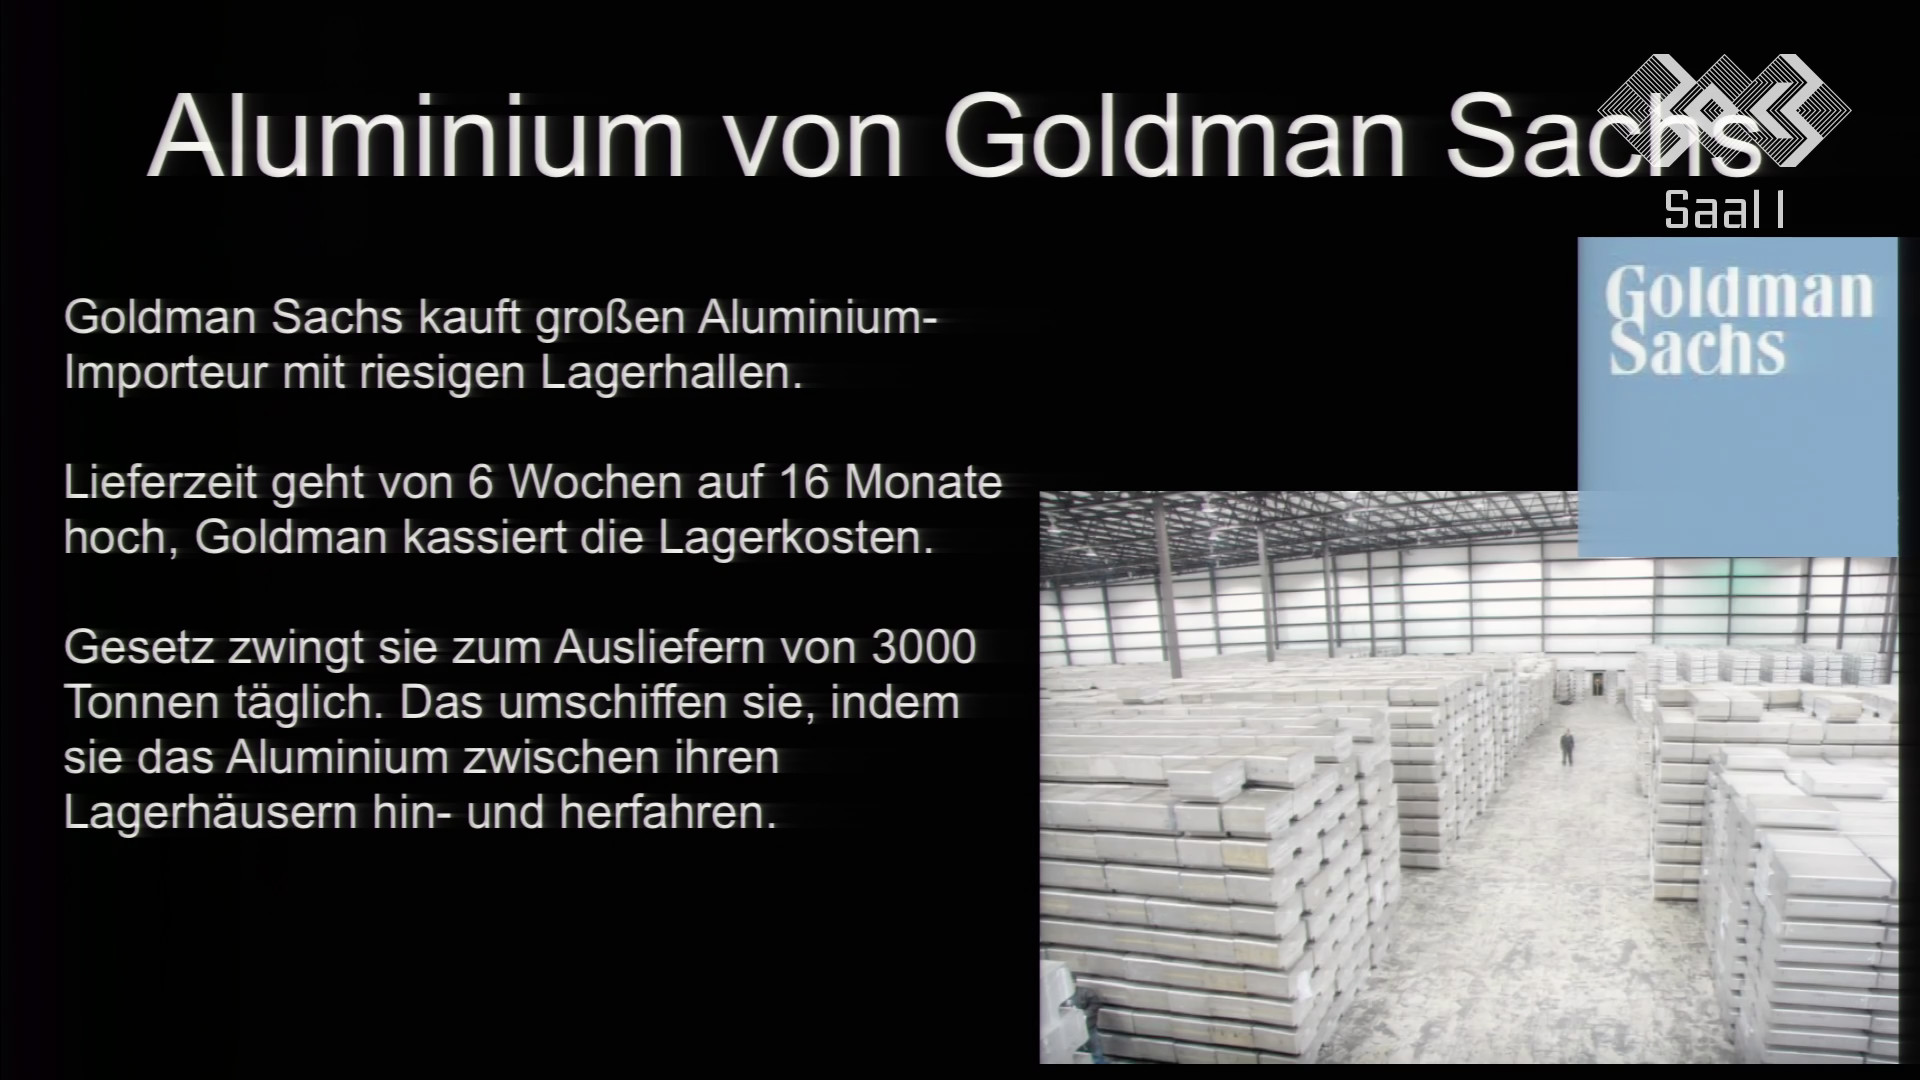 Aluminium von Goldman Sachs
Saal 1
Goldman
Sachs
Goldman Sachs kauft großen Aluminium-
Importeur mit riesigen Lagerhallen.
Lieferzeit geht von 6 Wochen auf 16 Monate
hoch, Goldman kassiert die Lagerkosten.
Gesetz zwingt sie zum Ausliefern von 3000
Tonnen täglich. Das umschiffen sie, indem
sie das Aluminium zwischen ihren
Lagerhäusern hin- und herfahren.